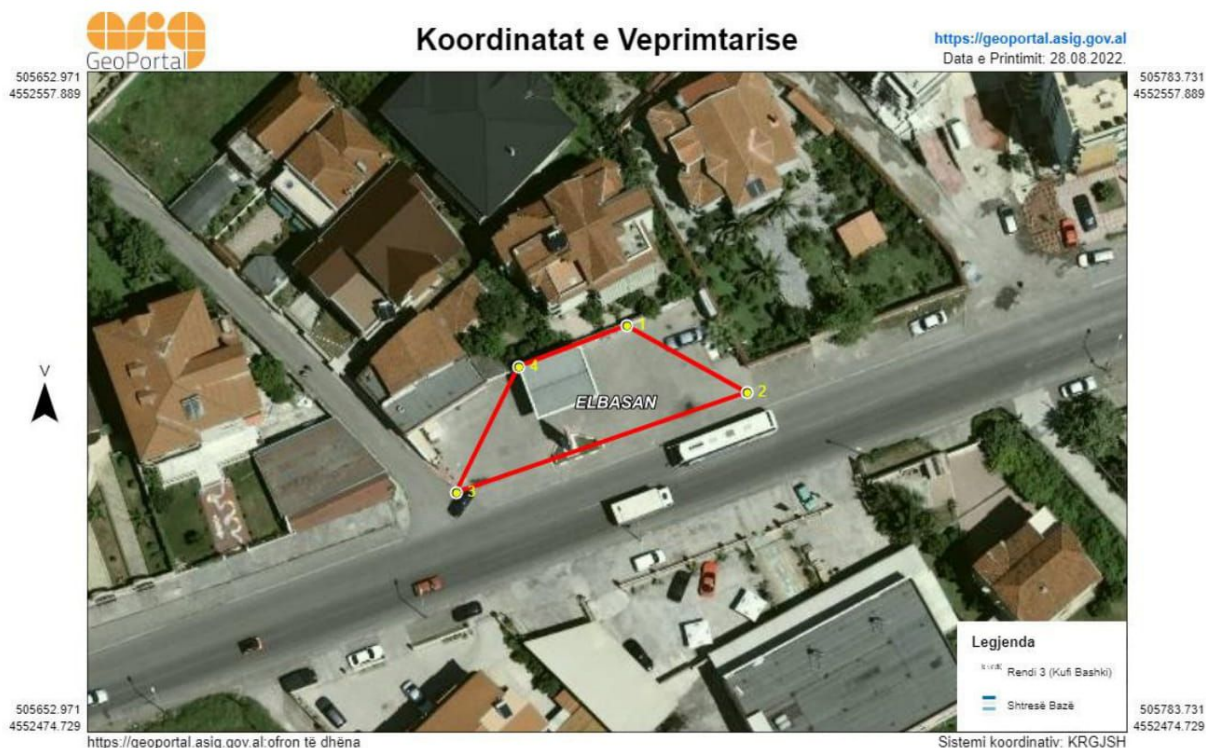 asig
GeoPortal
Koordinatat e Veprimtarise
https://geoportal.asig.gov.al
Data e Printimit: 28.08.2022.
505652.971
4552557.889
505783.731
4552557.889
1
4
2
ELBASAN
3
V
Legjenda
Rendi 3 (Kufi Bashki)
Shtresë Bazë
505652.971
4552474.729
505783.731
4552474.729
https://geoportal.asig.gov.al:ofron të dhëna
Sistemi koordinativ: KRGJSH